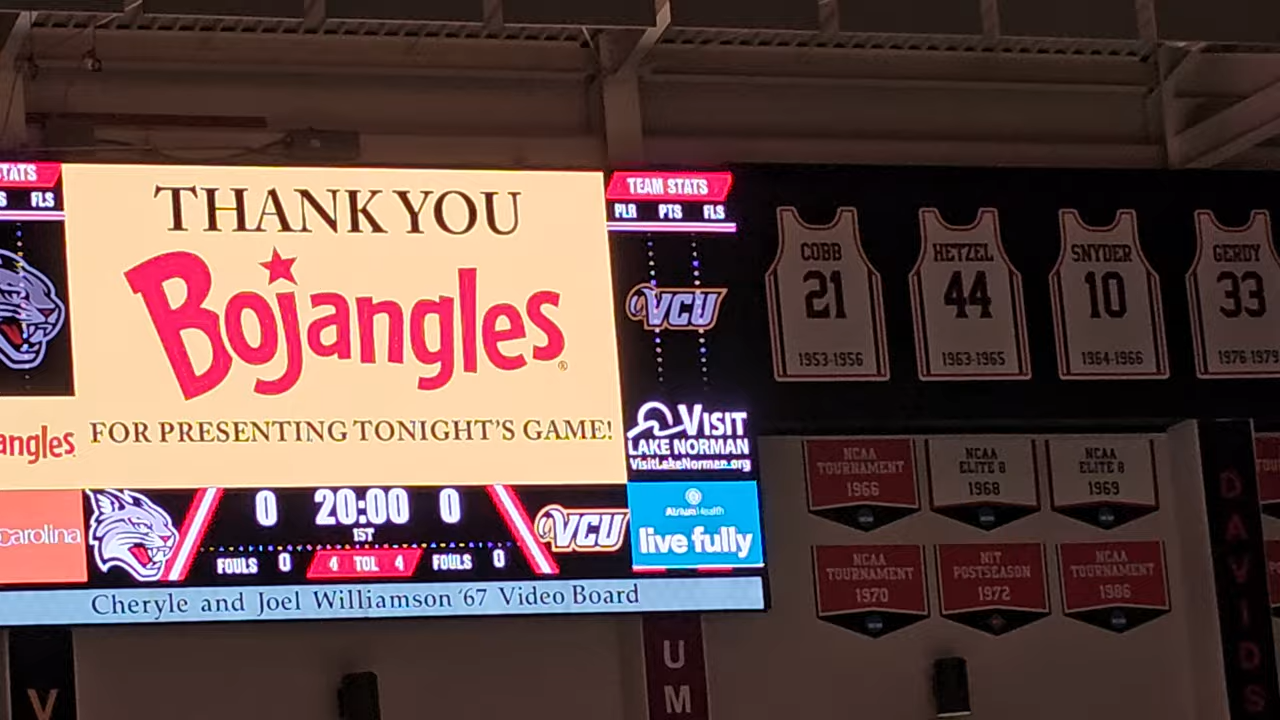 TATS
S FLS
THANK YOU
Bojangles®
FOR PRESENTING TONIGHT'S GAME!
angles
Carolina
TEAM STATS
PLR PTS FLS
VCU
VISIT
LAKE NORMAN
VisitLakeNorman.org
Atrium Health
live fully
0 20:00 0
1ST
FOULS 0 4 TOL 4 FOULS 0
VCU
Cheryle and Joel Williamson '67 Video Board
COBB
21
1953-1956
HETZEL
44
1963-1965
SNYDER
10
1964-1966
GERDY
33
1976-1979
NCAA
TOURNAMENT
1966
NCAA
ELITE 8
1968
NCAA
ELITE 8
1969
NCAA
TOURNAMENT
1970
NIT
POSTSEASON
1972
NCAA
TOURNAMENT
1986
DAVIDS
V
UM